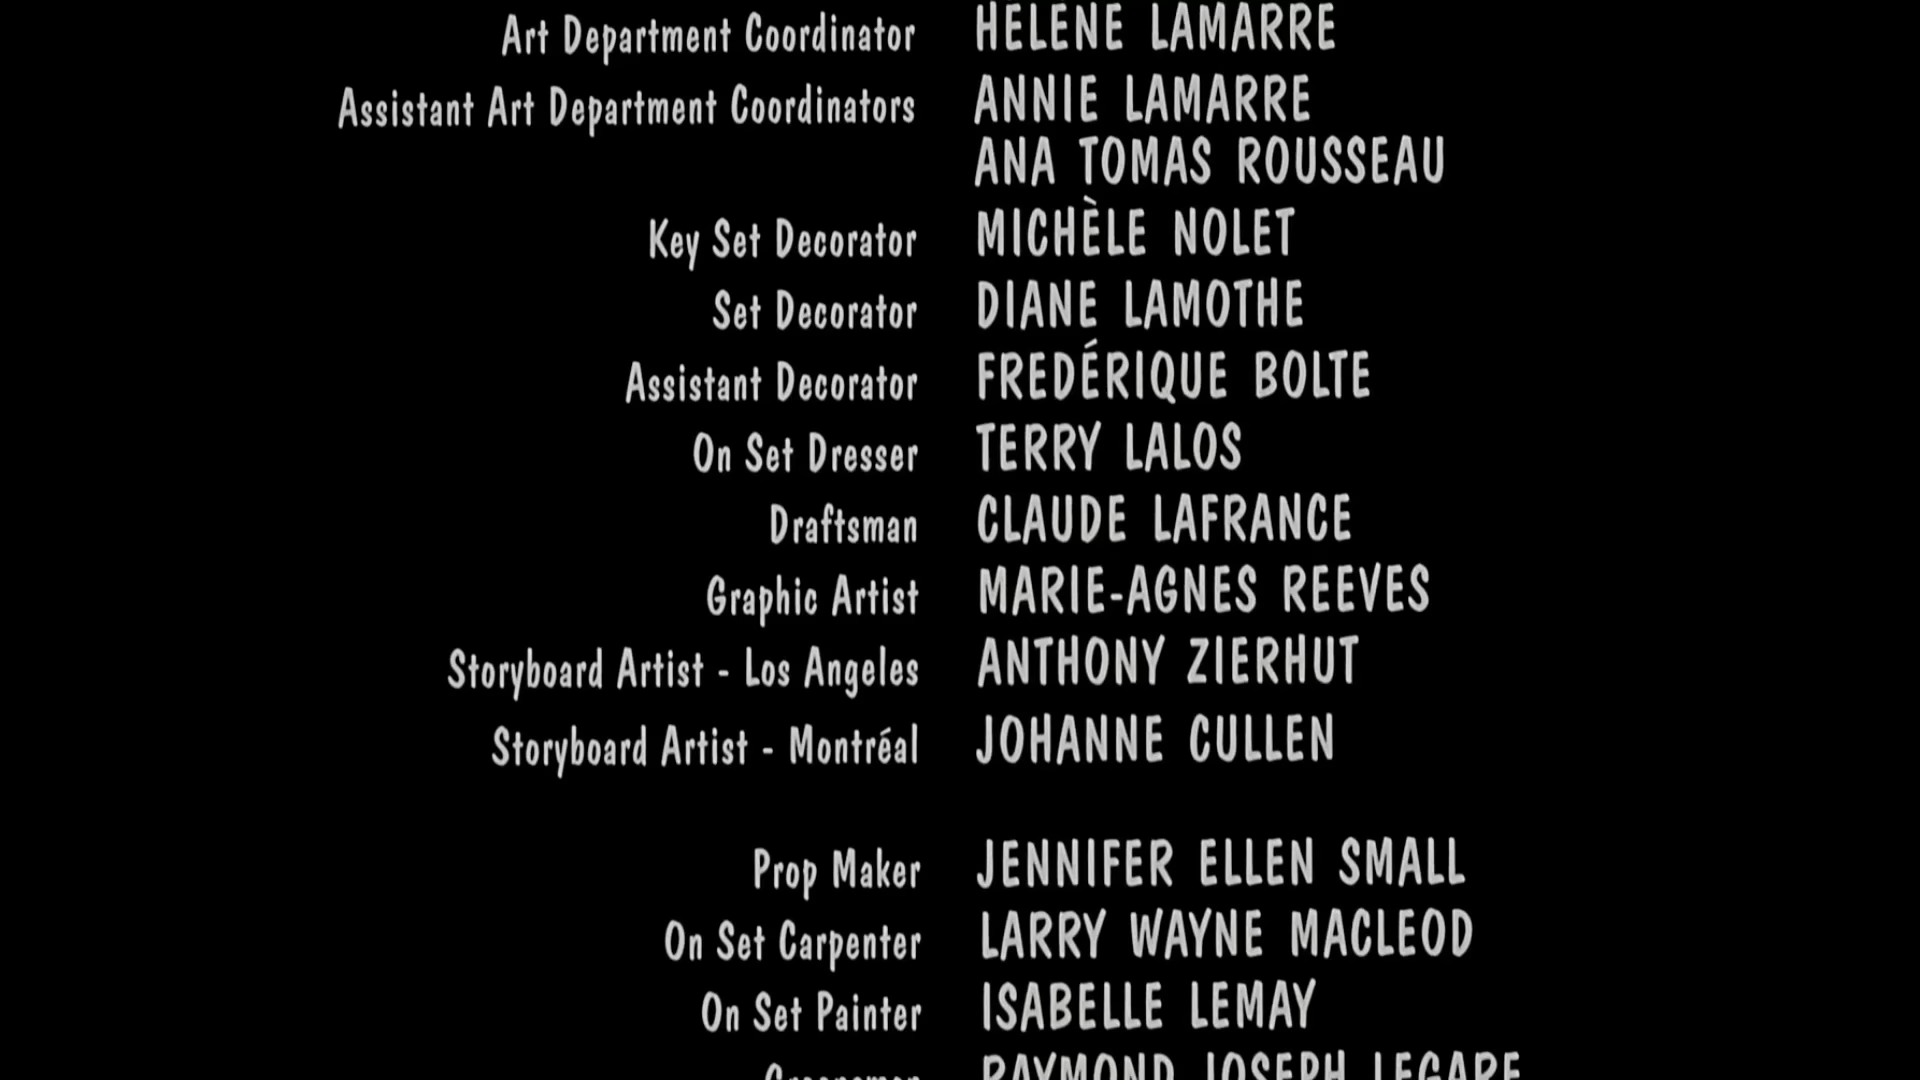 Art Department Coordinator HELENE LAMARRE
Assistant Art Department Coordinators ANNIE LAMARRE
ANA TOMAS ROUSSEAU
Key Set Decorator MICHÈLE NOLET
Set Decorator DIANE LAMOTHE
Assistant Decorator FREDÉRIQUE BOLTE
On Set Dresser TERRY LALOS
Draftsman CLAUDE LAFRANCE
Graphic Artist MARIE-AGNES REEVES
Storyboard Artist - Los Angeles ANTHONY ZIERHUT
Storyboard Artist - Montréal JOHANNE CULLEN
Prop Maker JENNIFER ELLEN SMALL
On Set Carpenter LARRY WAYNE MACLEOD
On Set Painter ISABELLE LEMAY
RAYMOND JOSEPH LEGARE